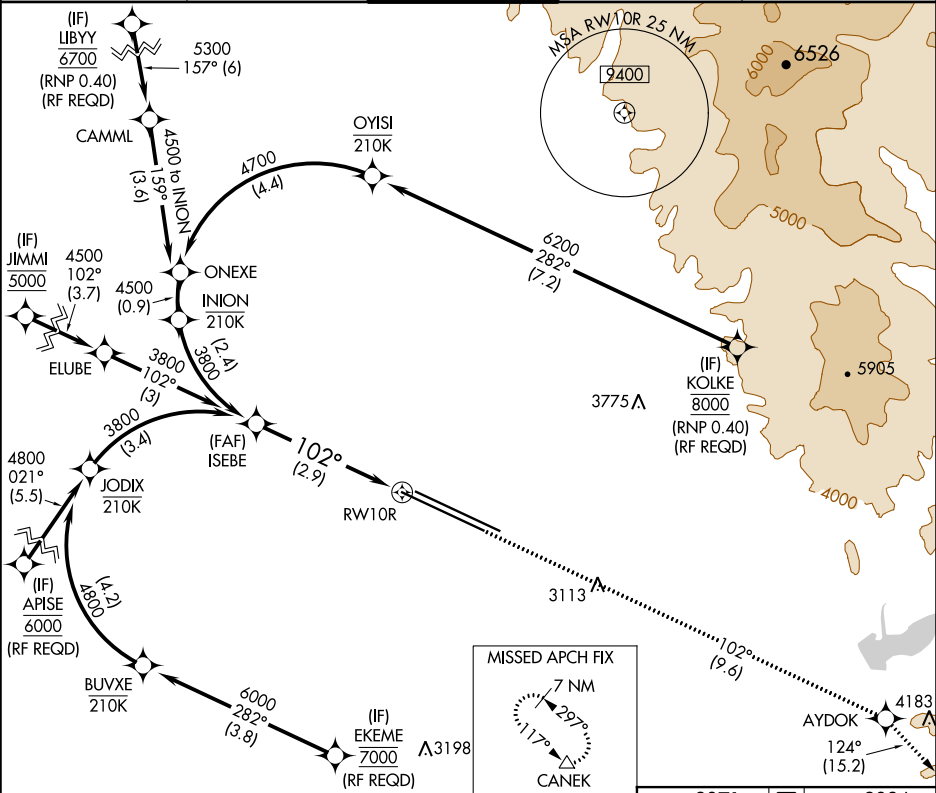 (IF)
LIBYY
6700
(RNP 0.40)
(RF REQD)
5300
157° (6)
CAMML
4500 to INION
159°
(3.6)
OYISI
210K
4700
(4.4)
MSA RW10R 25 NM
9400
6000
6526
5000
(IF)
JIMMI
5000
4500
102°
(3.7)
ONEXE
4500
(0.9)
INION
210K
6200
282°
(7.2)
ELUBE
3800
102°
(3)
(2.4)
3800
(IF)
KOLKE
8000
(RNP 0.40)
(RF REQD)
5905
3775
3800
(3.4)
(FAF)
ISEBE
102°
(2.9)
4800
021°
(5.5)
JODIX
210K
RW10R
4000
(IF)
APISE
6000
(RF REQD)
(4.2)
4800
3113
102°
(9.6)
BUVXE
210K
6000
282°
(3.8)
(IF)
EKEME
7000
(RF REQD)
3198
MISSED APCH FIX
7 NM
297°
117°
CANEK
AYDOK
4183
124°
(15.2)